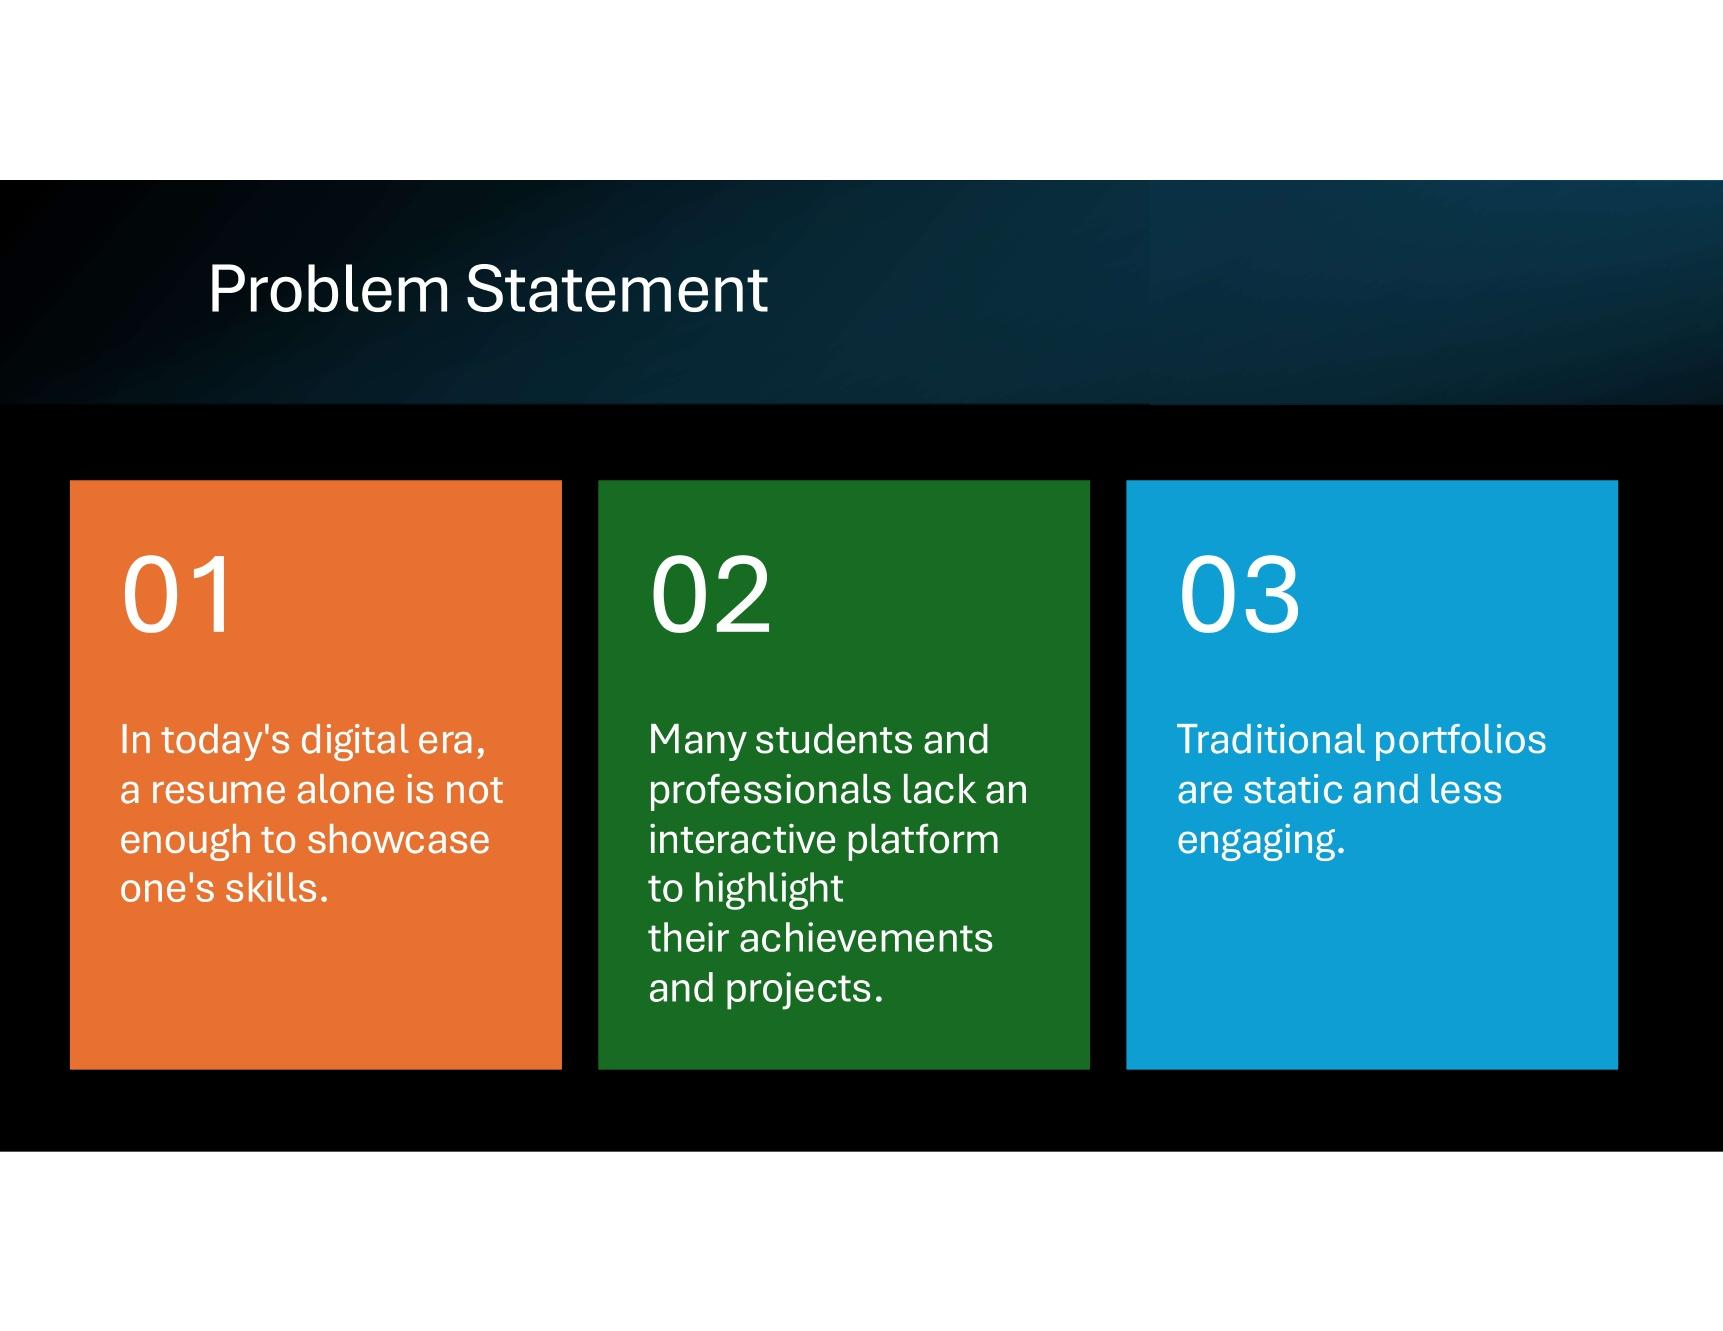 Problem Statement
01
In today's digital era,
a resume alone is not
enough to showcase
one's skills.
02
Many students and
professionals lack an
interactive platform
to highlight
their achievements
and projects.
03
Traditional portfolios
are static and less
engaging.